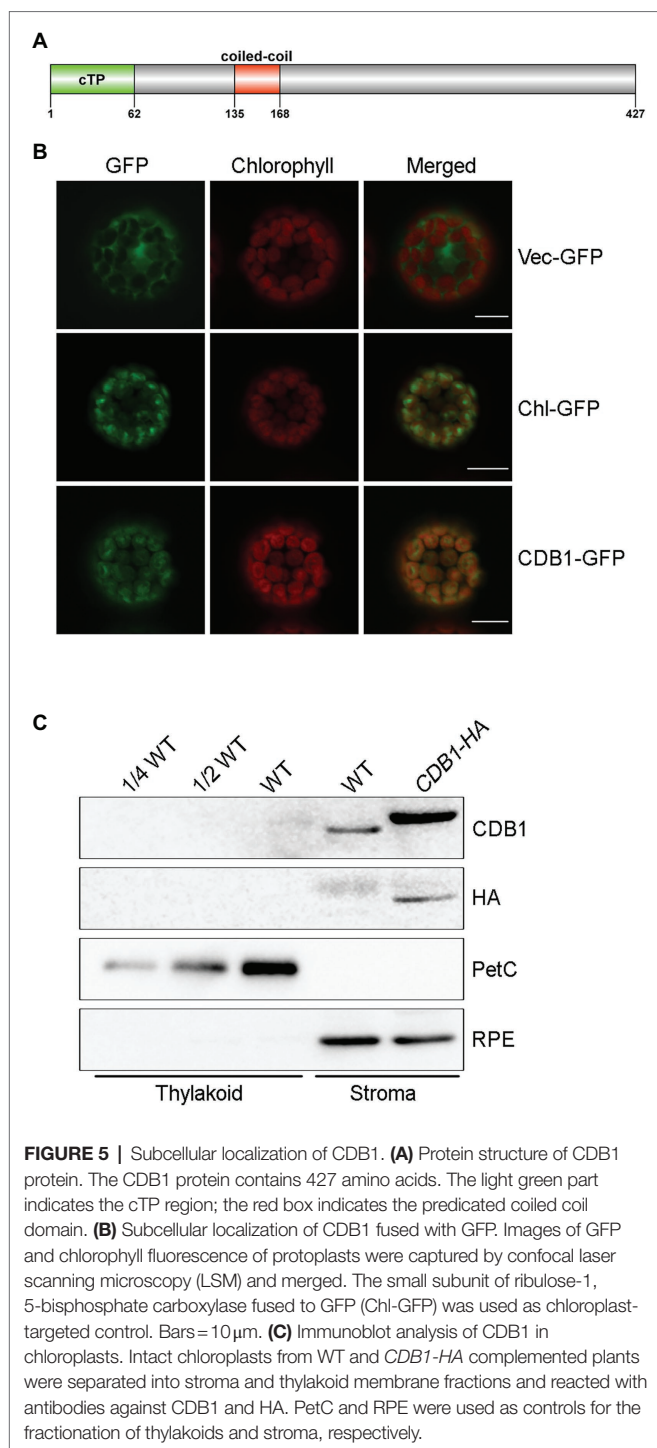 A
coiled-coil
cTP
1 62 135 168 427
B
GFP Chlorophyll Merged
Vec-GFP
Chl-GFP
CDB1-GFP
C
1/4 WT 1/2 WT WT WT CDB1-HA
CDB1
HA
PetC
RPE
Thylakoid Stroma
FIGURE 5 | Subcellular localization of CDB1. (A) Protein structure of CDB1
protein. The CDB1 protein contains 427 amino acids. The light green part
indicates the cTP region; the red box indicates the predicated coiled coil
domain. (B) Subcellular localization of CDB1 fused with GFP. Images of GFP
and chlorophyll fluorescence of protoplasts were captured by confocal laser
scanning microscopy (LSM) and merged. The small subunit of ribulose-1,
5-bisphosphate carboxylase fused to GFP (Chl-GFP) was used as chloroplast-
targeted control. Bars = 10 μm. (C) Immunoblot analysis of CDB1 in
chloroplasts. Intact chloroplasts from WT and CDB1-HA complemented plants
were separated into stroma and thylakoid membrane fractions and reacted with
antibodies against CDB1 and HA. PetC and RPE were used as controls for the
fractionation of thylakoids and stroma, respectively.